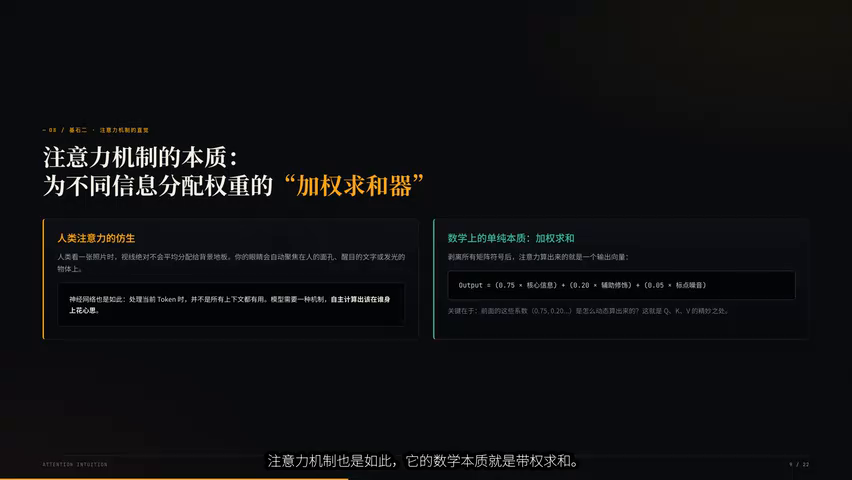 — 08 / 基石二 · 注意力机制的直觉
注意力机制的本质：
为不同信息分配权重的“加权求和器”
人类注意力的仿生
人类看一张照片时，视线绝对不会平均分配给背景地板。你的眼睛会自动聚焦在人的面孔、醒目的文字或发光的
物体上。
神经网络也是如此：处理当前 Token 时，并不是所有上下文都有用。模型需要一种机制，自主计算出该在谁身
上花心思。
数学上的单纯本质：加权求和
剥离所有矩阵符号后，注意力算出来的就是一个输出向量：
Output = (0.75 × 核心信息) + (0.20 × 辅助修饰) + (0.05 × 标点噪音)
关键在于：前面的这些系数（0.75, 0.20...）是怎么动态算出来的？这就是 Q、K、V 的精妙之处。
注意力机制也是如此，它的数学本质就是带权求和。
ATTENTION INTUITION
9 / 22